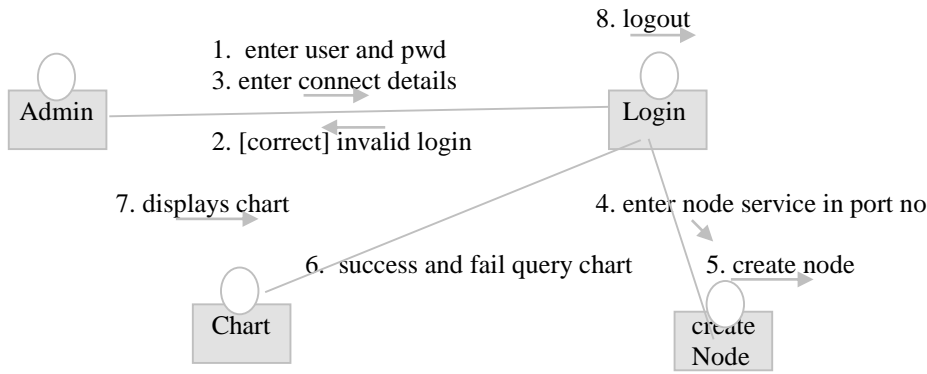 8. logout
1. enter user and pwd
3. enter connect details
Admin
Login
2. [correct] invalid login
7. displays chart
4. enter node service in port no
6. success and fail query chart
5. create node
Chart
create
Node